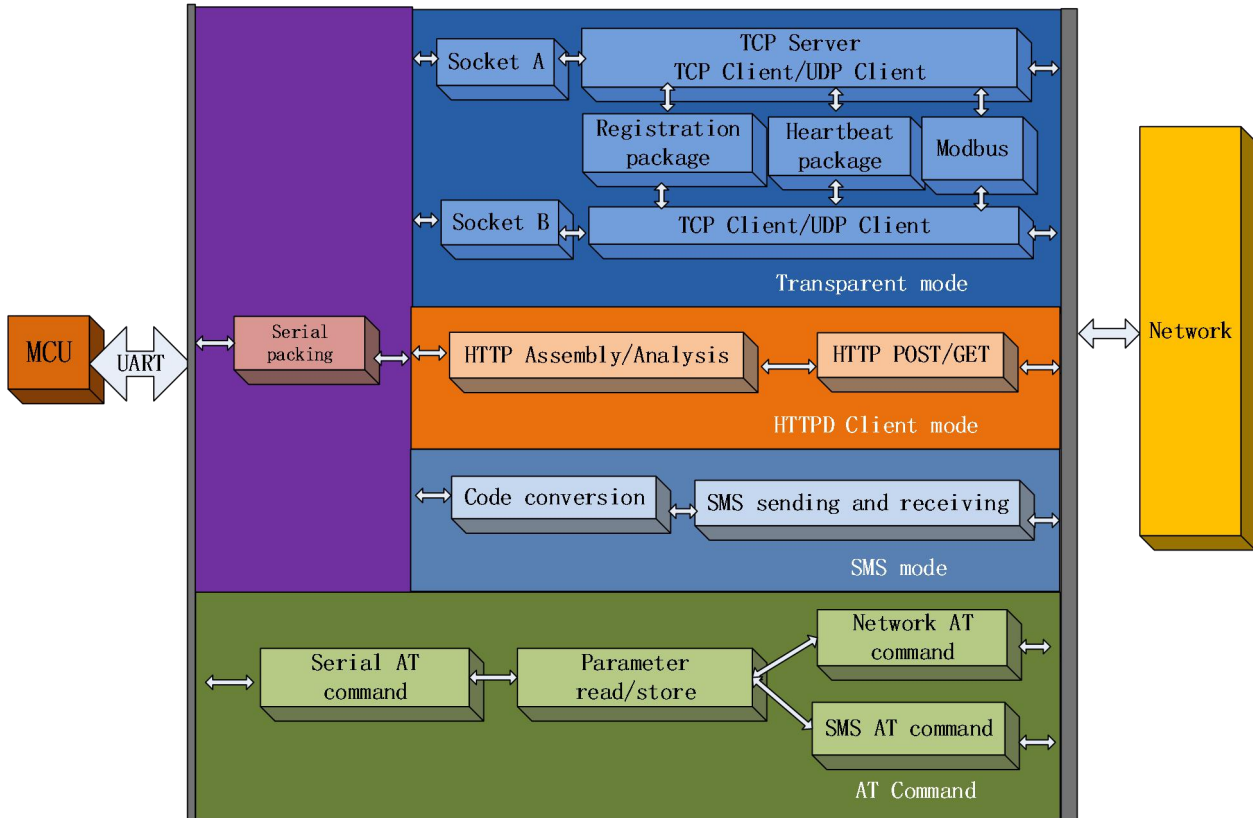 TCP Server
Socket A
TCP Client/UDP Client
Registration
package
Heartbeat
package
Modbus
Socket B
TCP Client/UDP Client
Transparent mode
MCU
UART
Serial
packing
HTTP Assembly/Analysis
HTTP POST/GET
Network
HTTPD Client mode
Code conversion
SMS sending and receiving
SMS mode
Serial AT
command
Parameter
read/store
Network AT
command
SMS AT command
AT Command